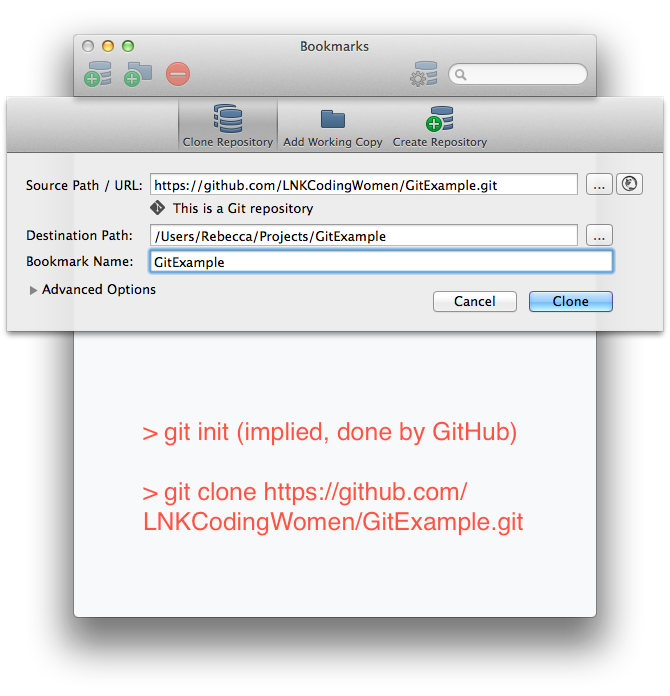 Bookmarks
Clone Repository Add Working Copy Create Repository
Source Path / URL: https://github.com/LNKCodingWomen/GitExample.git ...
This is a Git repository
Destination Path: /Users/Rebecca/Projects/GitExample ...
Bookmark Name: GitExample
Advanced Options
Cancel Clone
> git init (implied, done by GitHub)
> git clone https://github.com/
LNKCodingWomen/GitExample.git